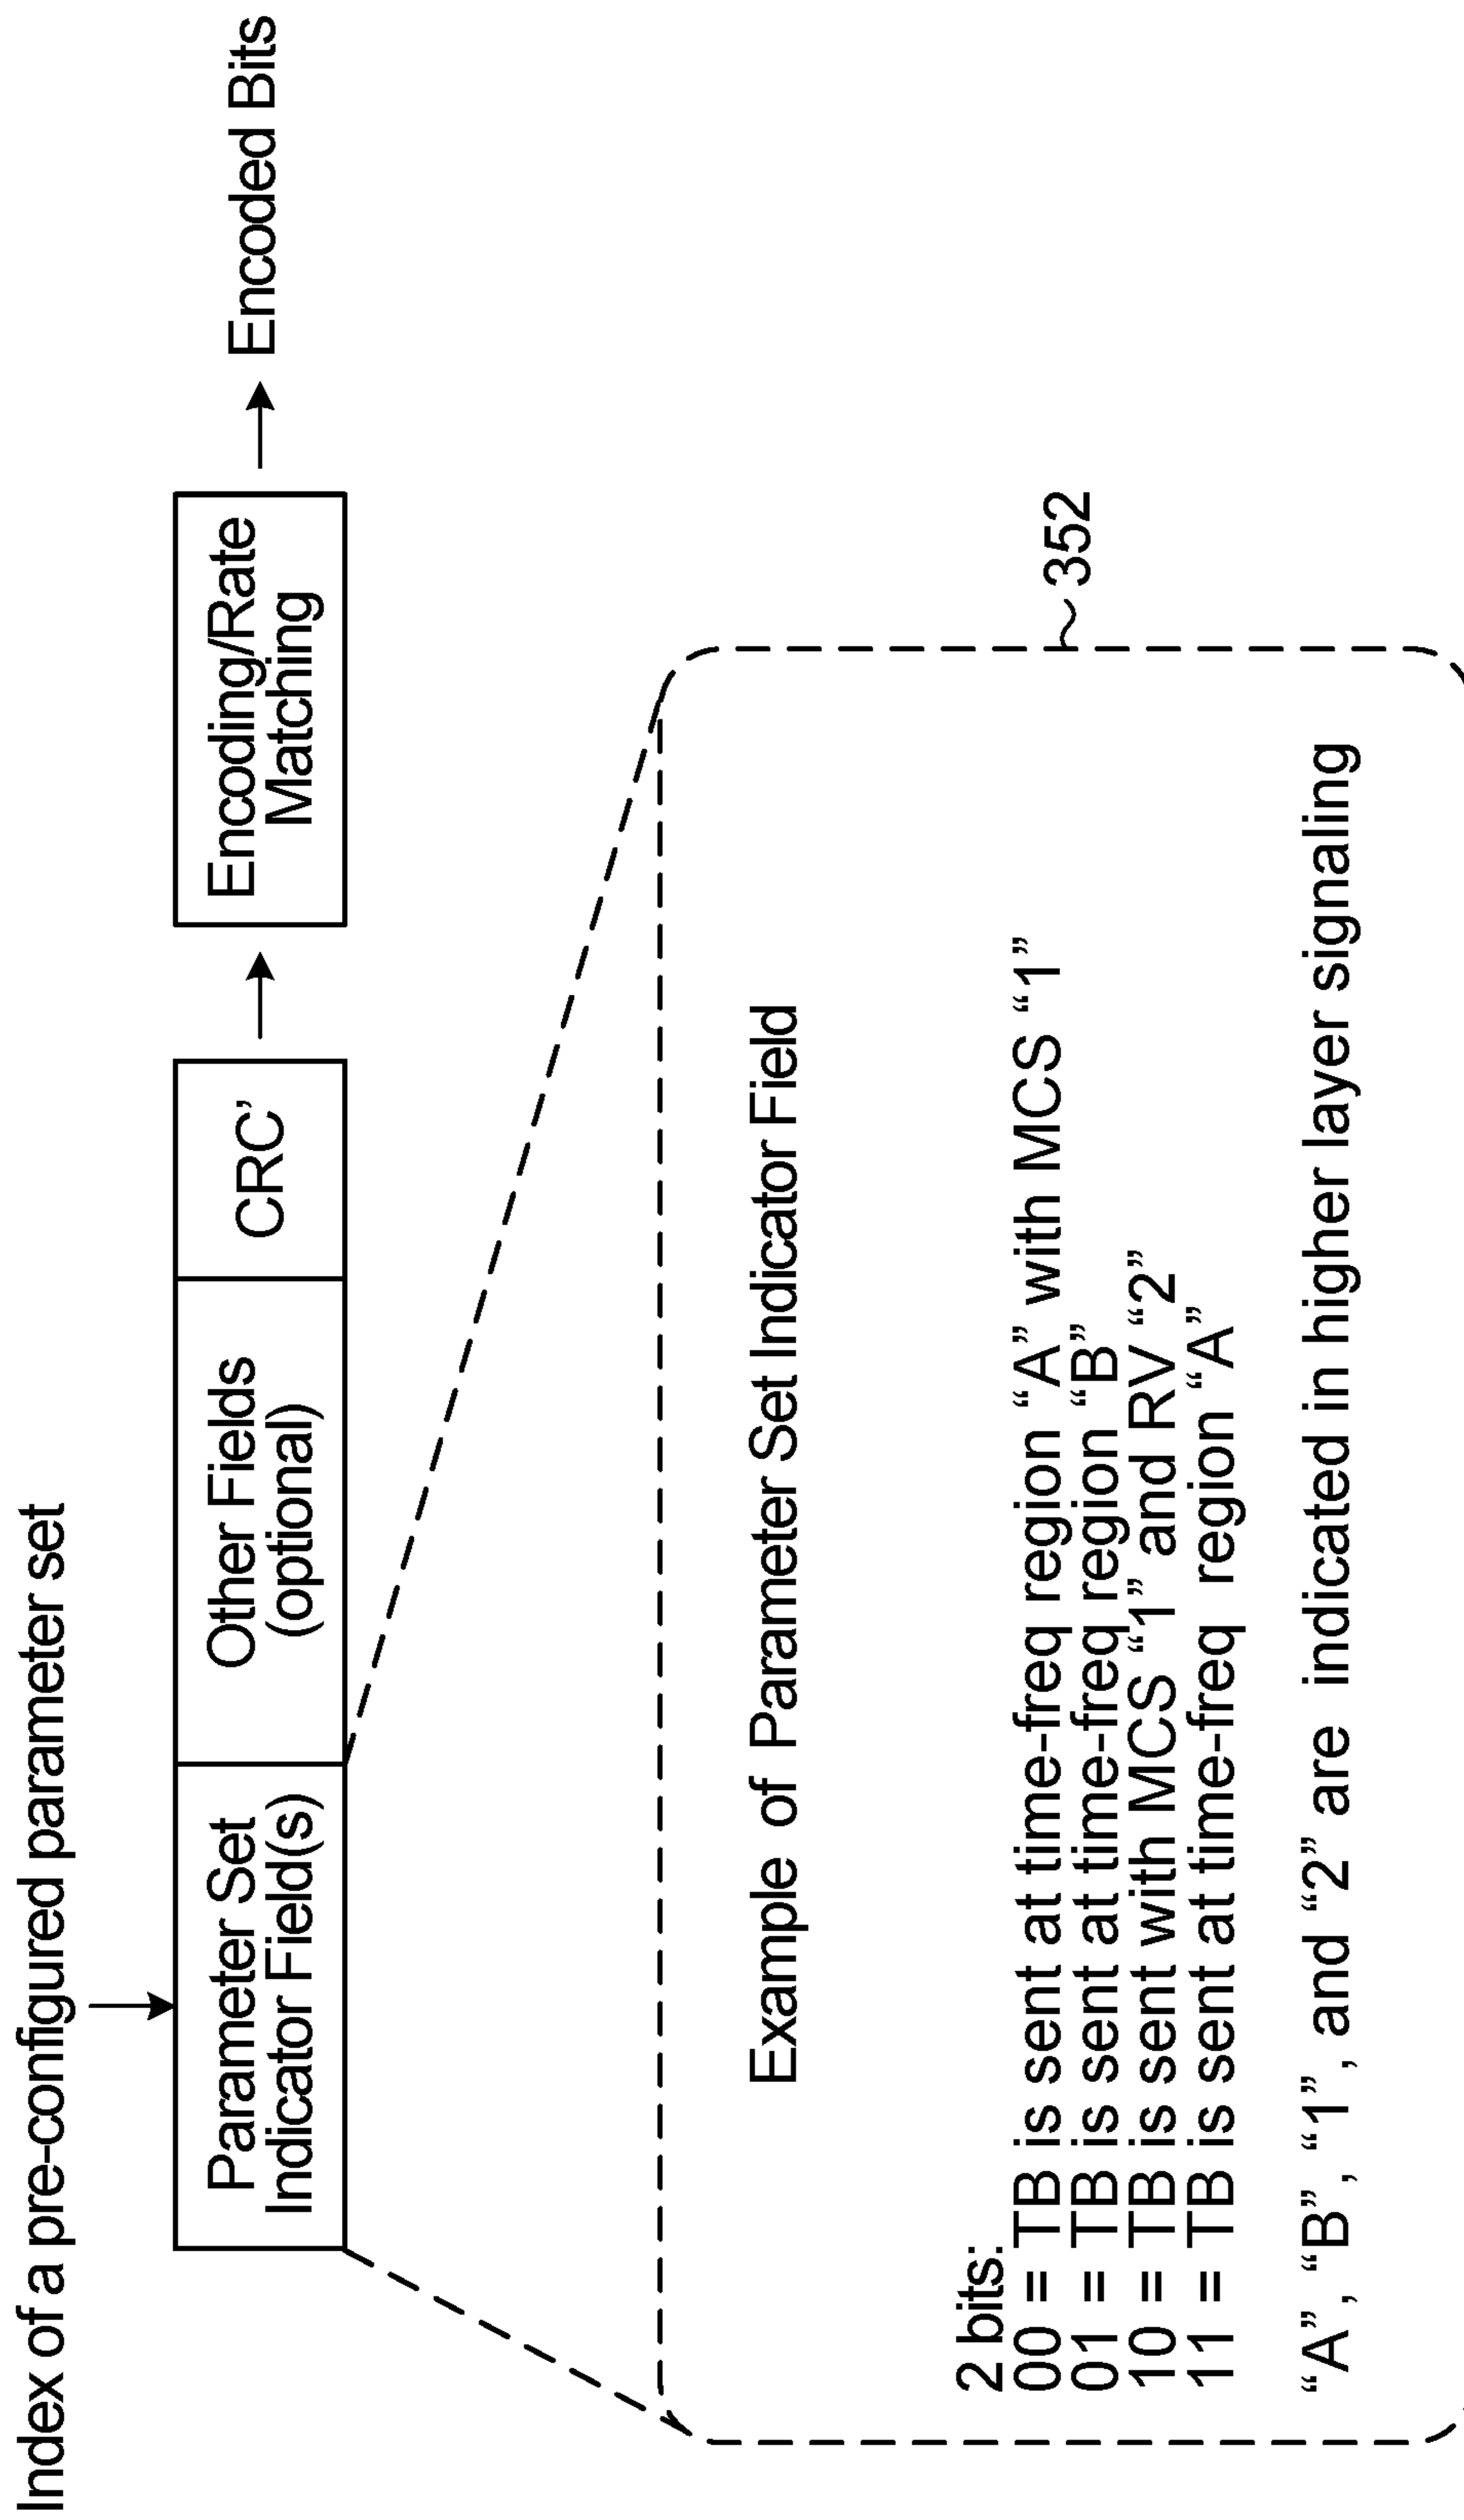 Index of a pre-configured parameter set
Parameter Set
Indicator Field(s)
Other Fields
(optional)
CRC’
Encoding/Rate
Matching
Encoded Bits
352
Example of Parameter Set Indicator Field
2 bits:
00 = TB is sent at time-freq region “A” with MCS “1”
01 = TB is sent at time-freq region “B”
10 = TB is sent with MCS “1” and RV “2”
11 = TB is sent at time-freq region “A”
“A”, “B”, “1”, and “2” are indicated in higher layer signaling